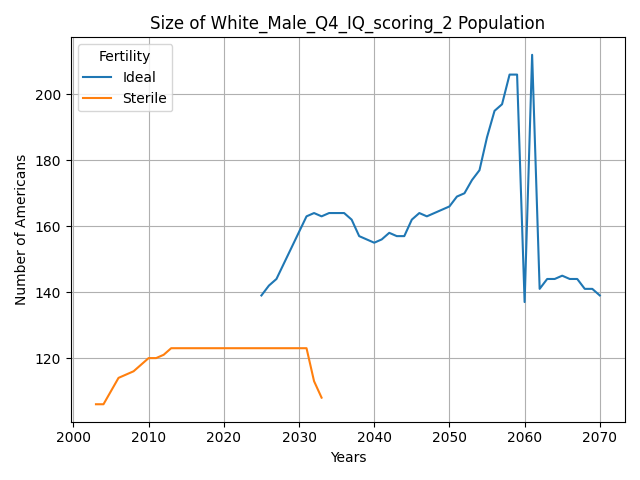 Size of White_Male_Q4_IQ_scoring_2 Population
Fertility
Ideal
Sterile
Number of Americans
200
180
160
140
120
2000 2010 2020 2030 2040 2050 2060 2070
Years